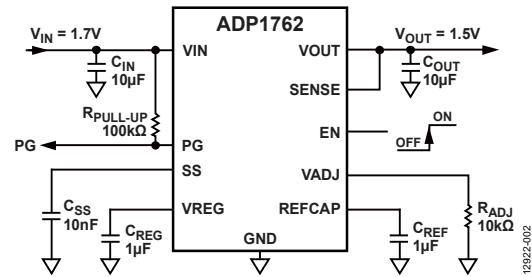 ADP1762
V_IN = 1.7V
VIN
VOUT
V_OUT = 1.5V
C_IN
10µF
C_OUT
10µF
SENSE
R_PULL-UP
100kΩ
EN
ON
OFF
PG
PG
SS
VADJ
C_SS
10nF
VREG
REFCAP
R_ADJ
10kΩ
C_REG
1µF
C_REF
1µF
GND
12922-002